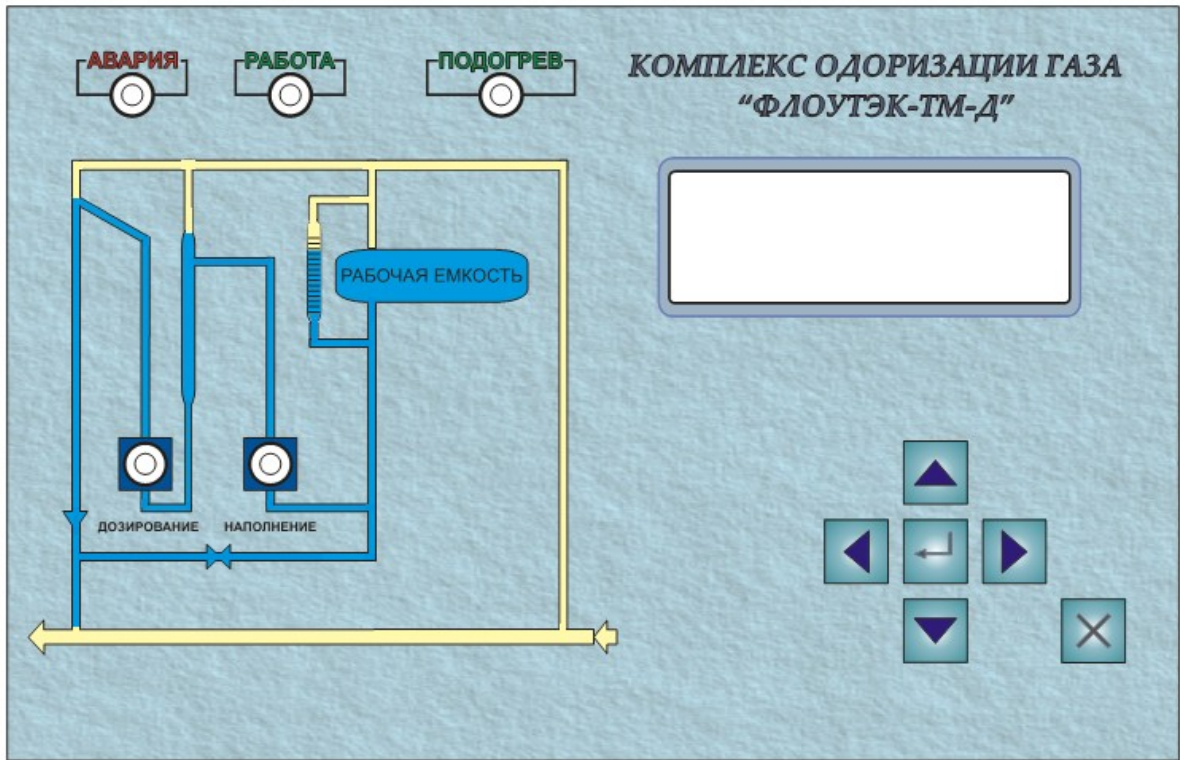 АВАРИЯ
РАБОТА
ПОДОГРЕВ
КОМПЛЕКС ОДОРИЗАЦИИ ГАЗА
“ФЛОУТЭК-ТМ-Д”
РАБОЧАЯ ЕМКОСТЬ
ДОЗИРОВАНИЕ
НАПОЛНЕНИЕ